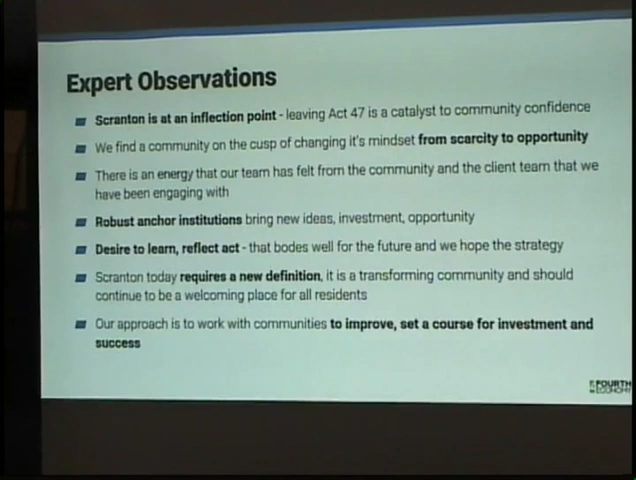 Expert Observations
Scranton is at an inflection point - leaving Act 47 is a catalyst to community confidence
We find a community on the cusp of changing it's mindset from scarcity to opportunity
There is an energy that our team has felt from the community and the client team that we
have been engaging with
Robust anchor institutions bring new ideas, investment, opportunity
Desire to learn, reflect act - that bodes well for the future and we hope the strategy
Scranton today requires a new definition, it is a transforming community and should
continue to be a welcoming place for all residents
Our approach is to work with communities to improve, set a course for investment and
success
FOURTH
ECONOMY